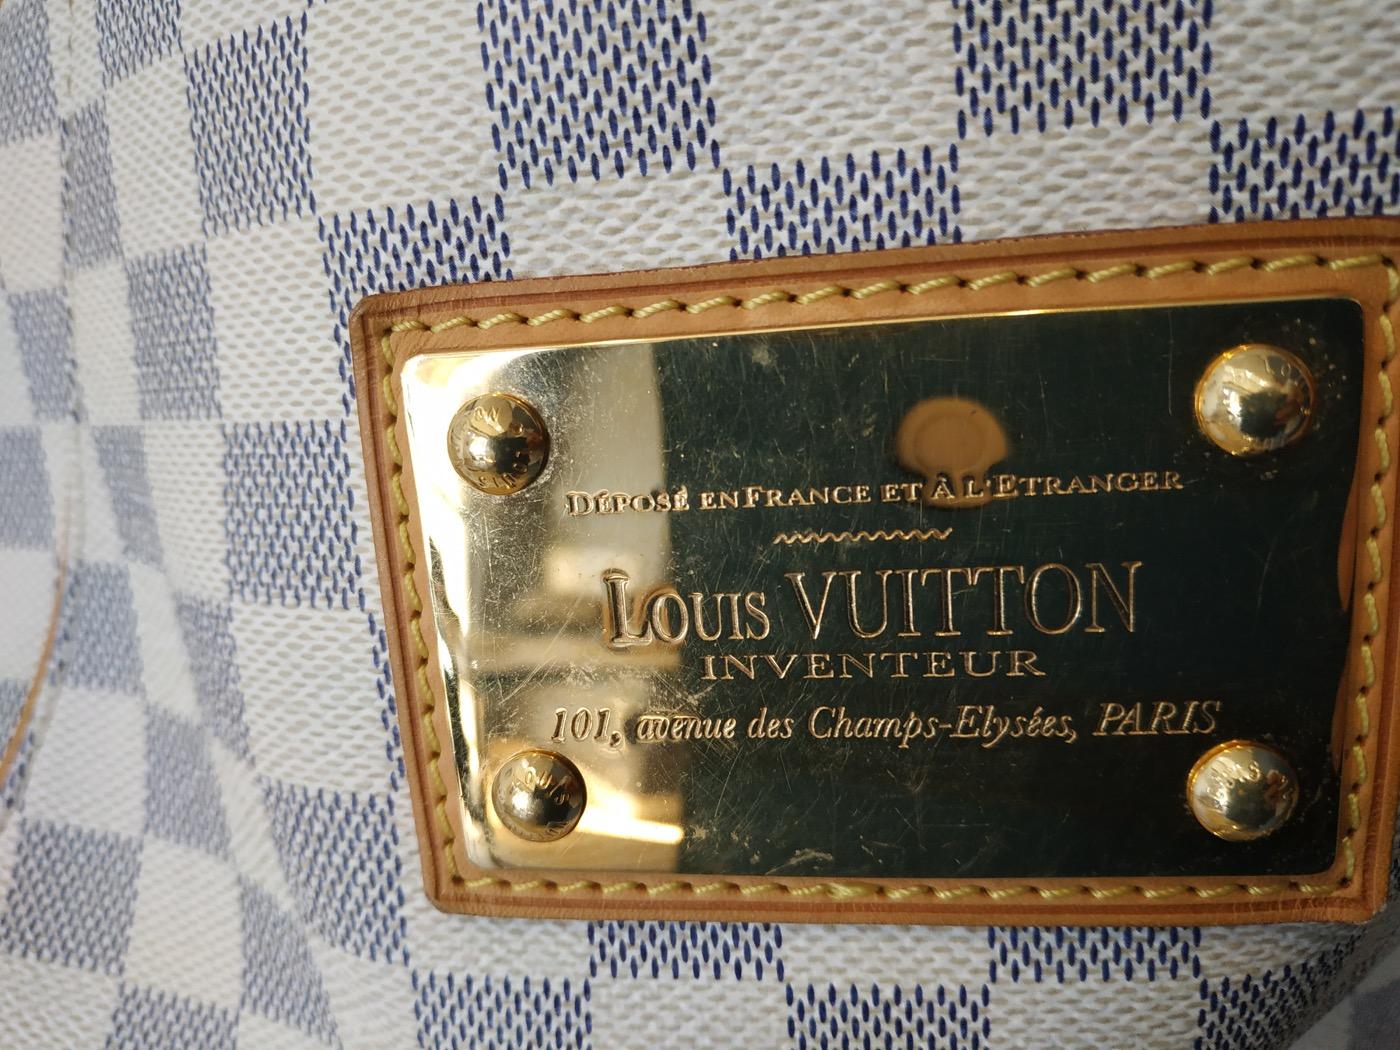 DÉPOSÉ EN FRANCE ET À L'ETRANGER
LOUIS VUITTON
INVENTEUR
101, avenue des Champs-Elysées, PARIS